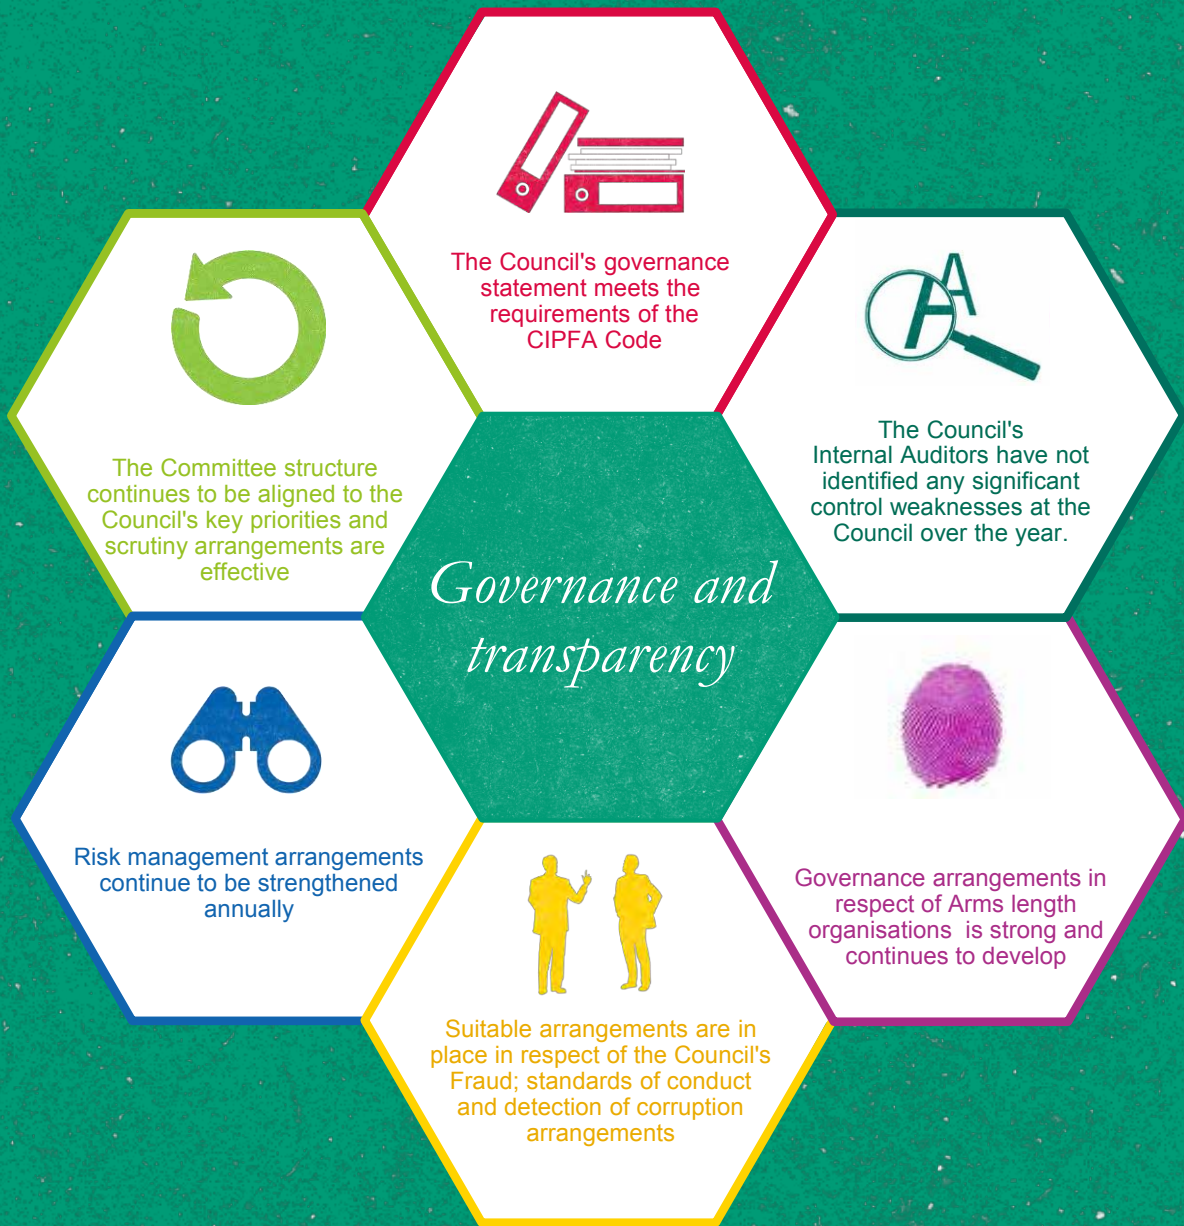 The Council's governance
statement meets the
requirements of the
CIPFA Code
The Committee structure
continues to be aligned to the
Council's key priorities and
scrutiny arrangements are
effective
A A
The Council's
Internal Auditors have not
identified any significant
control weaknesses at the
Council over the year.
Governance and
transparency
Risk management arrangements
continue to be strengthened
annually
Governance arrangements in
respect of Arms length
organisations  is strong and
continues to develop
Suitable arrangements are in
place in respect of the Council's
Fraud; standards of conduct
and detection of corruption
arrangements